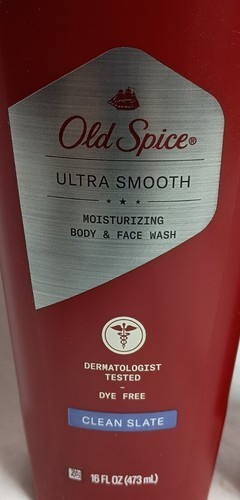 Old Spice®
ULTRA SMOOTH
MOISTURIZING
BODY & FACE WASH
DERMATOLOGIST
TESTED
–
DYE FREE
CLEAN SLATE
16 FL OZ (473 mL)